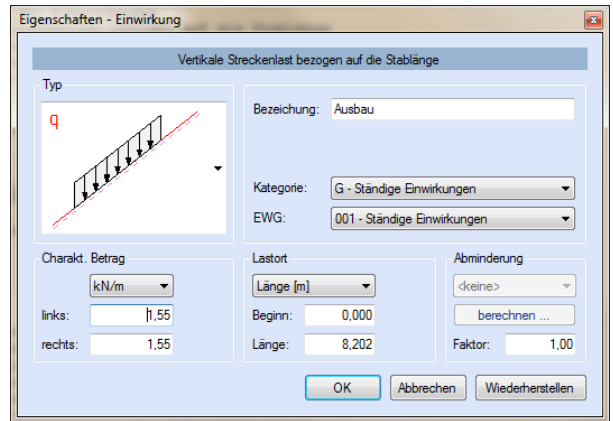 Eigenschaften - Einwirkung
Vertikale Streckenlast bezogen auf die Stablänge
Typ
q
Bezeichung: Ausbau
Kategorie: G - Ständige Einwirkungen
EWG: 001 - Ständige Einwirkungen
Charakt. Betrag
kN/m
links: 1,55
rechts: 1,55
Lastort
Länge [m]
Beginn: 0,000
Länge: 8,202
Abminderung
<keine>
berechnen ...
Faktor: 1,00
OK Abbrechen Wiederherstellen